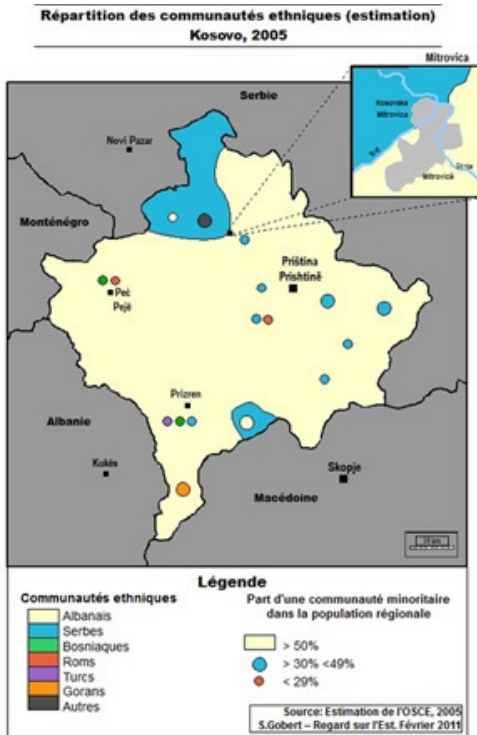 Répartition des communautés ethniques (estimation)
Kosovo, 2005
Mitrovica
Kosovska
Mitrovica
Mitrovicë
Serbie
Novi Pazar
Monténégro
Priština
Prishtinë
Peć
Pejë
Prizren
Albanie
Kukës
Skopje
Macédoine
Légende
Communautés ethniques
Albanais
Serbes
Bosniaques
Roms
Turcs
Gorans
Autres
Part d'une communauté minoritaire
dans la population régionale
> 50%
> 30% <49%
< 29%
Source: Estimation de l'OSCE, 2005
S.Gobert – Regard sur l'Est. Février 2011